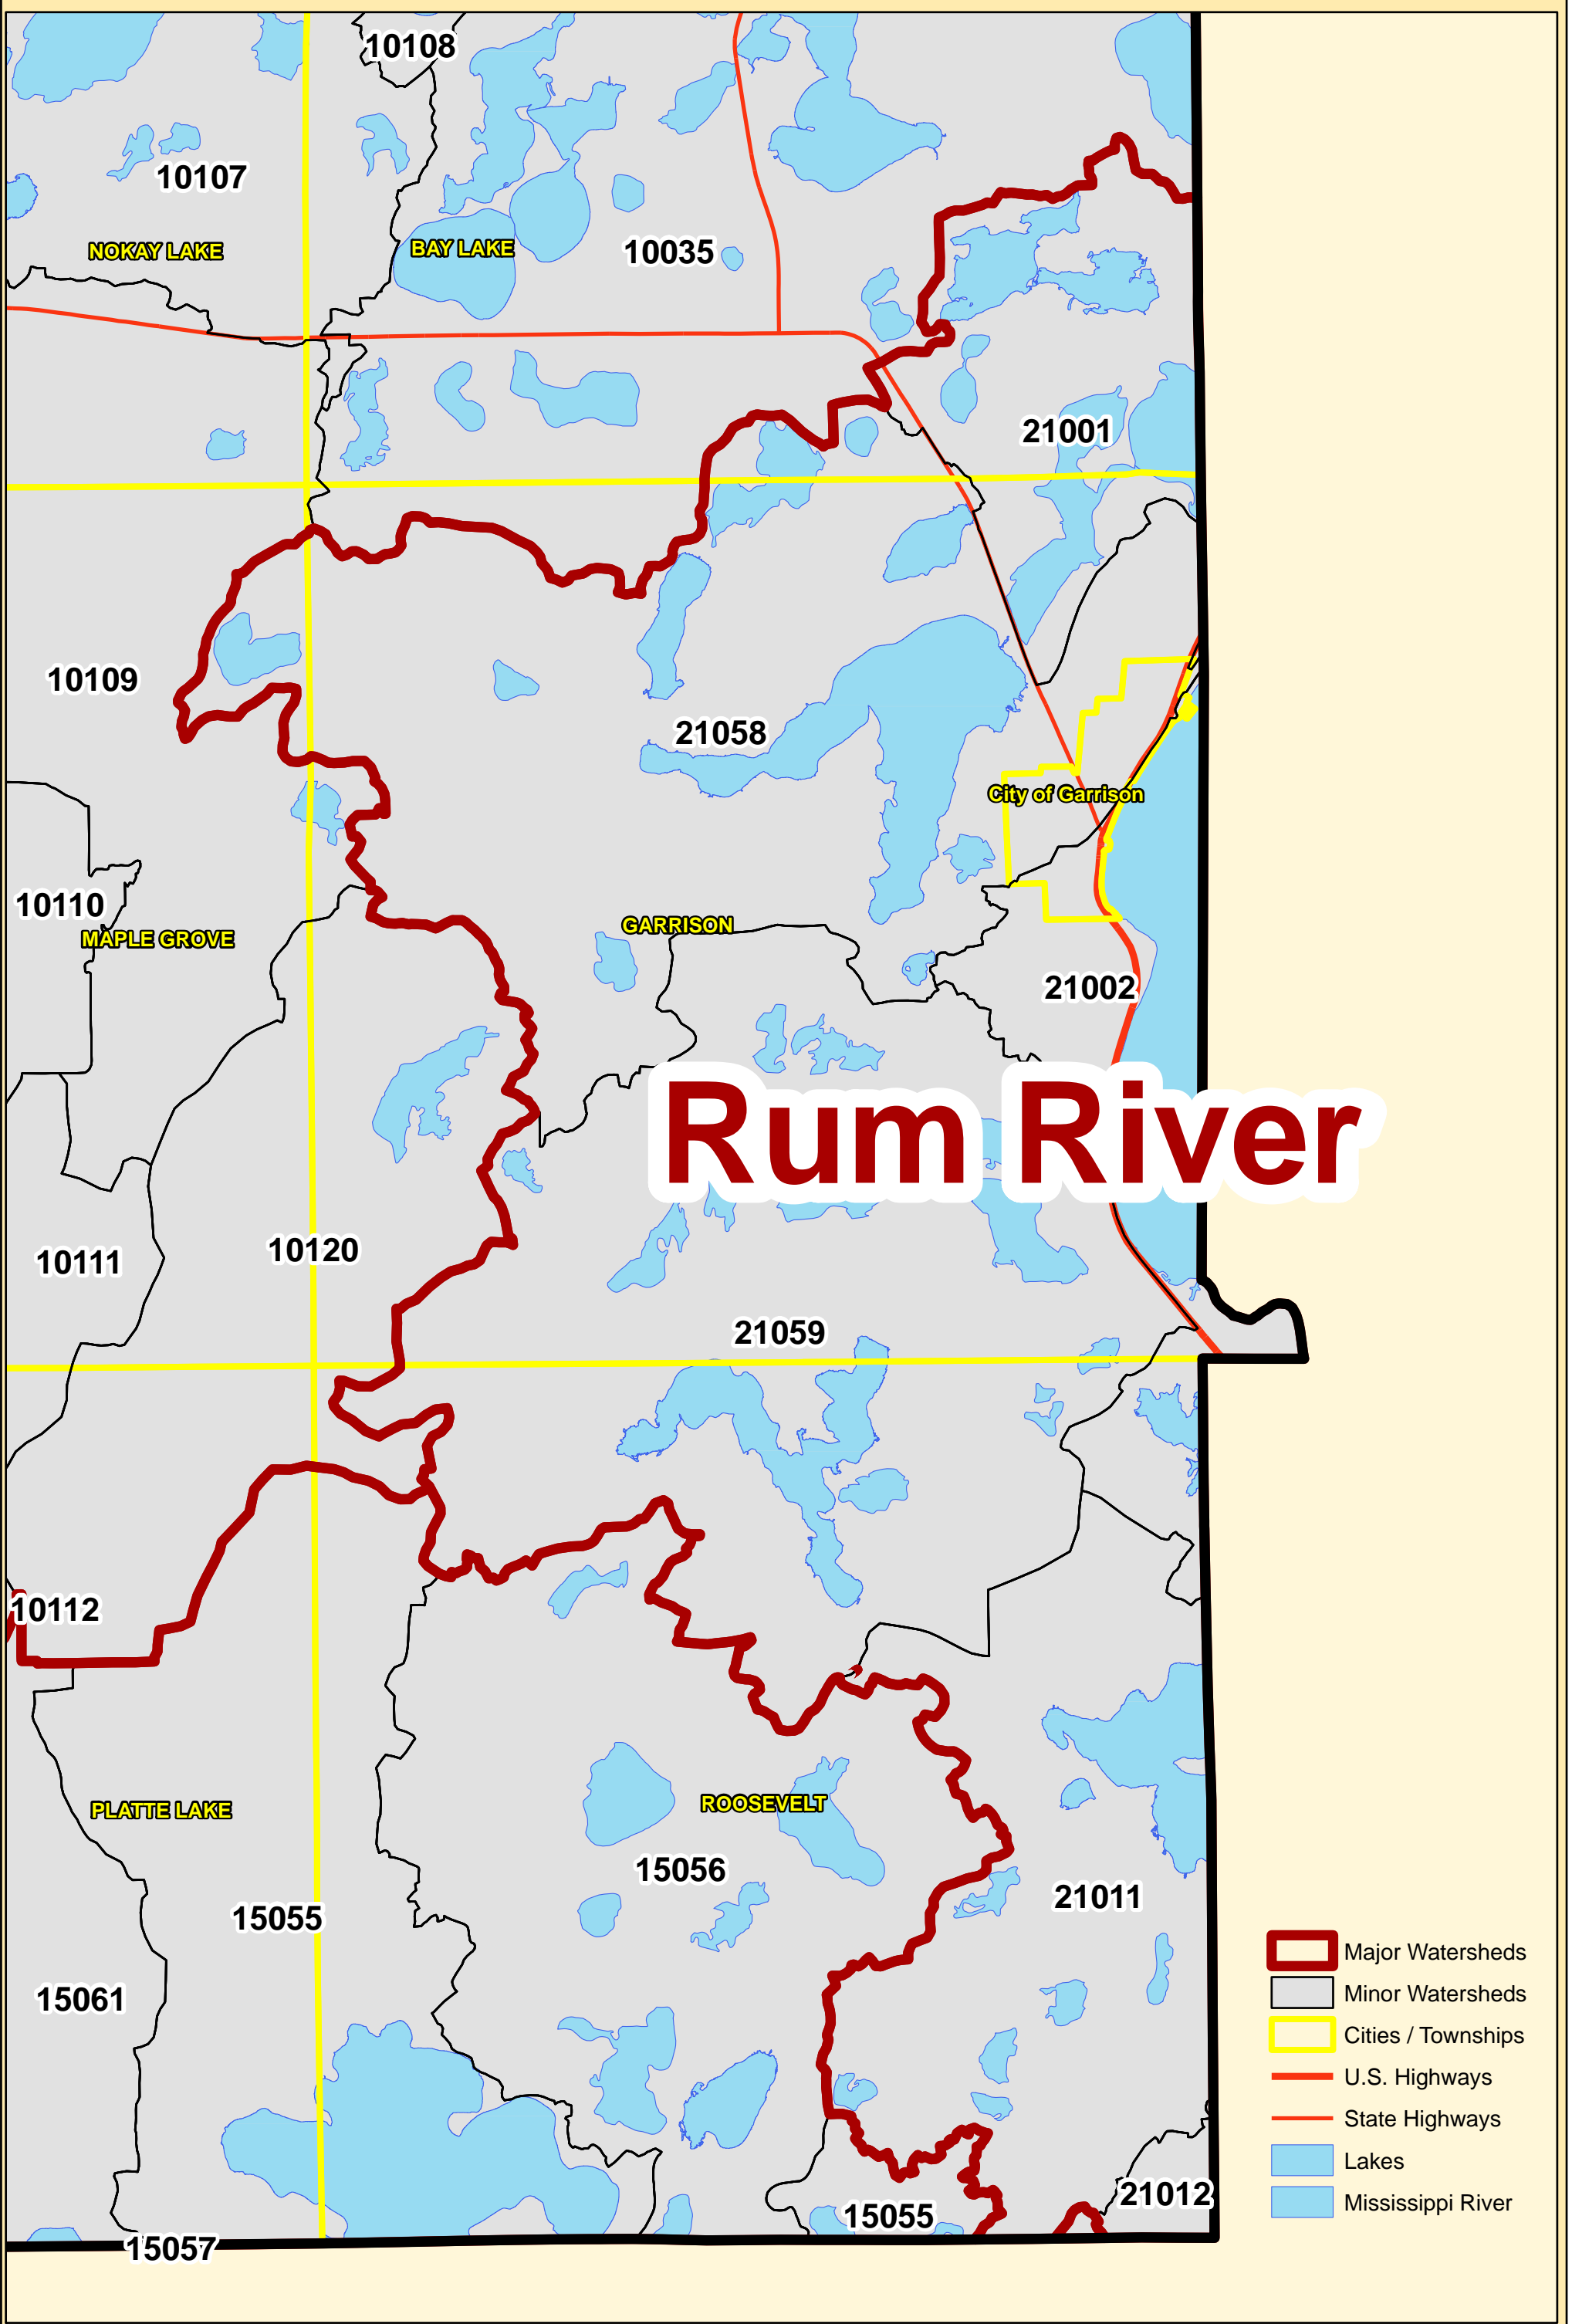 10108
10107
NOKAY LAKE
BAY LAKE
10035
21001
10109
21058
City of Garrison
10110
MAPLE GROVE
GARRISON
21002
Rum River
10111
10120
21059
10112
PLATTE LAKE
ROOSEVELT
15056
21011
15055
15061
Major Watersheds
Minor Watersheds
Cities / Townships
U.S. Highways
State Highways
Lakes
Mississippi River
21012
15055
15057